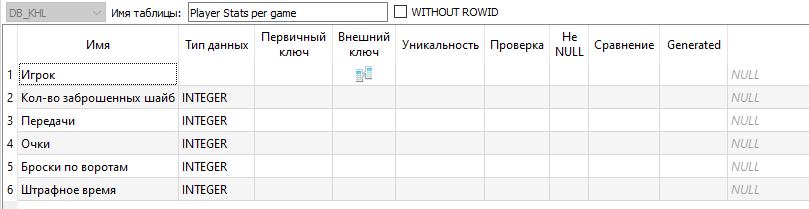 DB_KHL Имя таблицы: Player Stats per game WITHOUT ROWID
Имя Тип данных Первичный ключ Внешний ключ Уникальность Проверка Не NULL Сравнение Generated
1 Игрок NULL
2 Кол-во заброшенных шайб INTEGER NULL
3 Передачи INTEGER NULL
4 Очки INTEGER NULL
5 Броски по воротам INTEGER NULL
6 Штрафное время INTEGER NULL